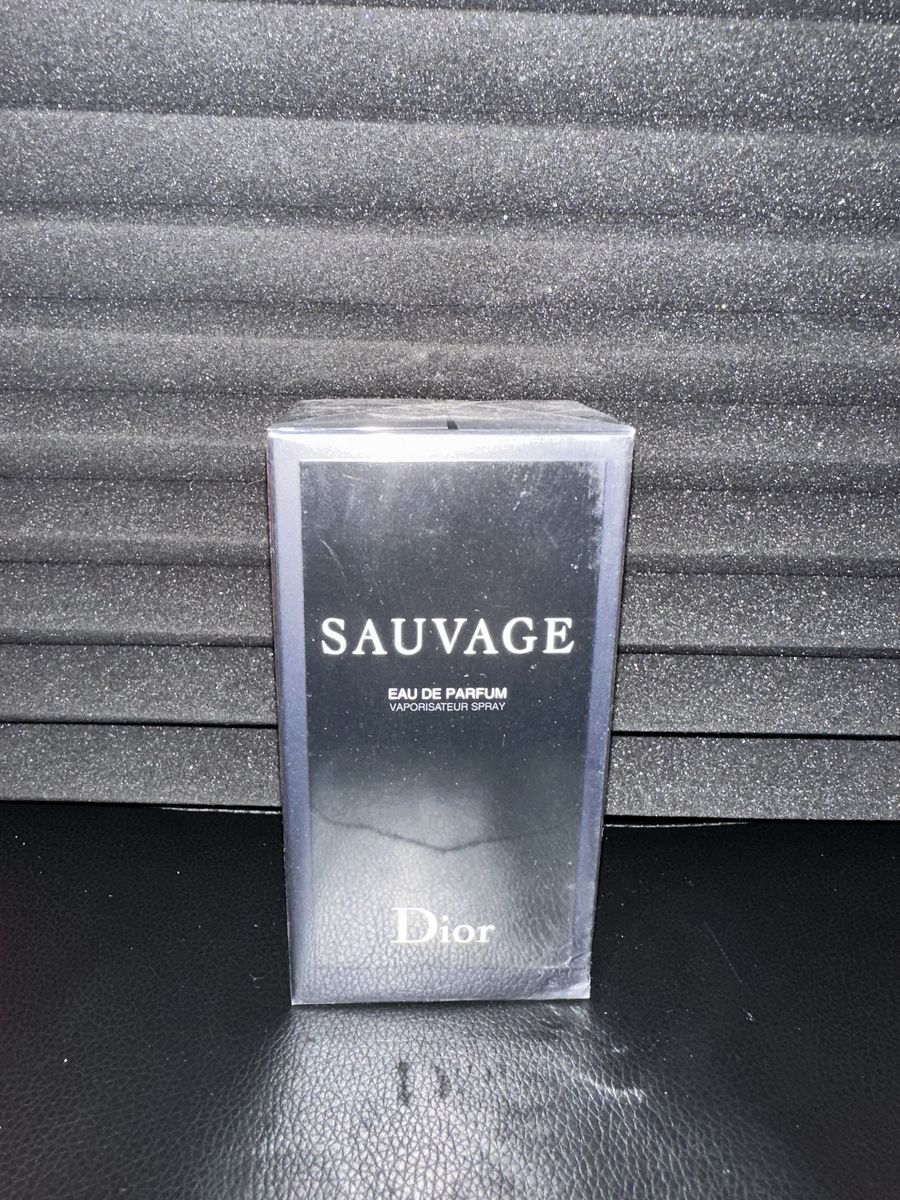 SAUVAGE
EAU DE PARFUM
VAPORISATEUR SPRAY
Dior